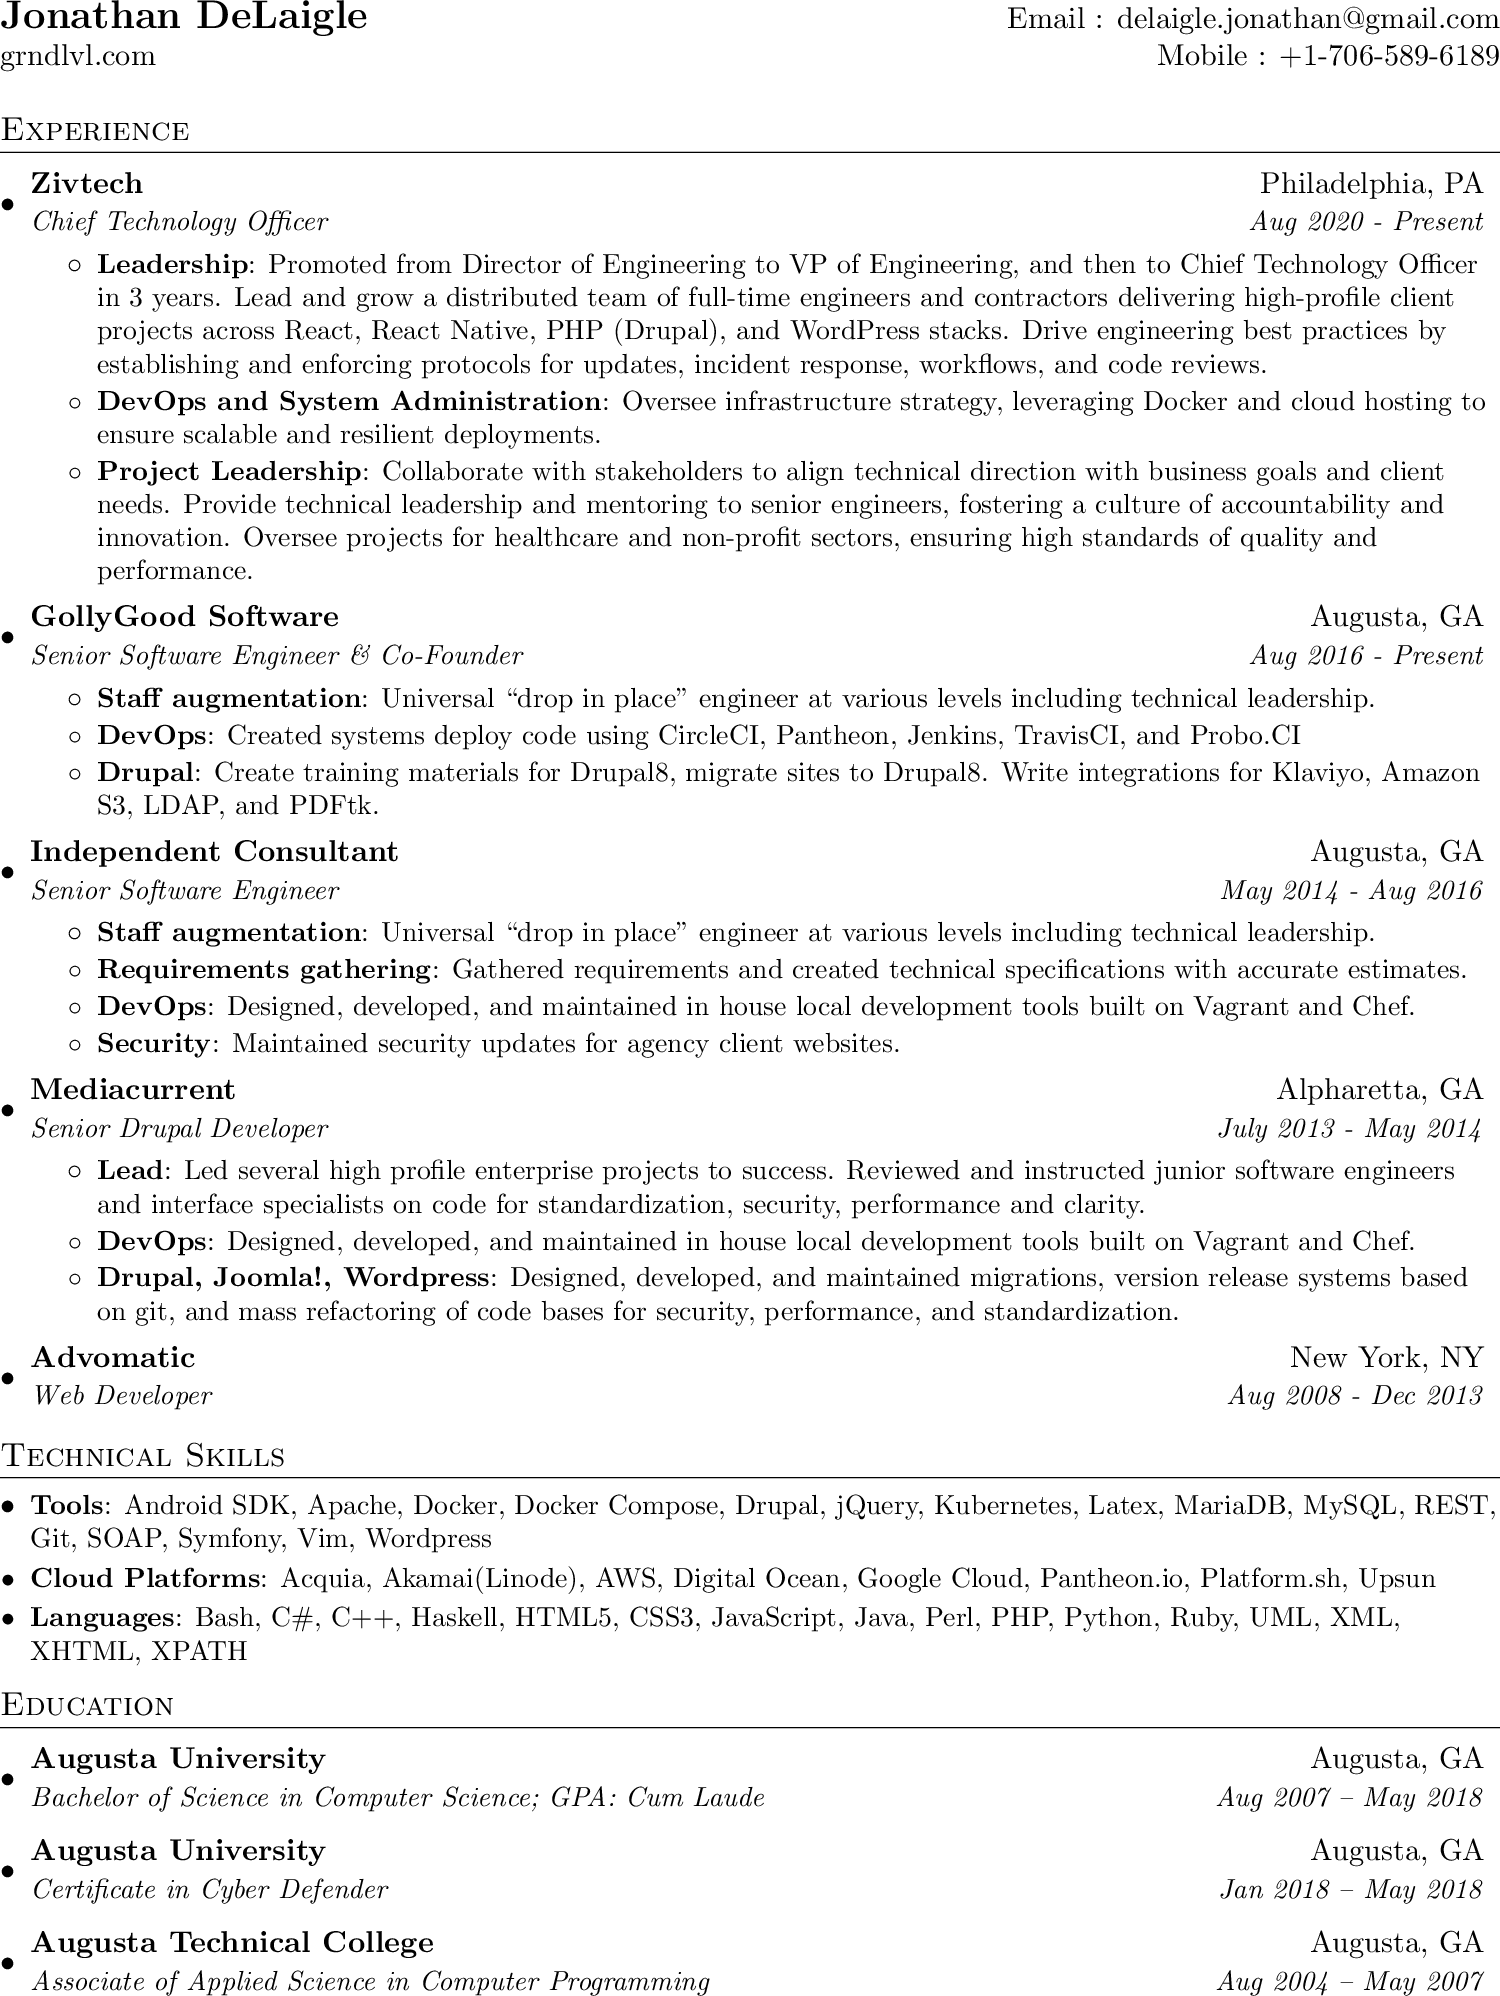 Jonathan DeLaigle Email : delaigle.jonathan@gmail.com
grndlvl.com Mobile : +1-706-589-6189
Experience
• Zivtech Philadelphia, PA
Chief Technology Officer Aug 2020 - Present
◦ Leadership: Promoted from Director of Engineering to VP of Engineering, and then to Chief Technology Officer
in 3 years. Lead and grow a distributed team of full-time engineers and contractors delivering high-profile client
projects across React, React Native, PHP (Drupal), and WordPress stacks. Drive engineering best practices by
establishing and enforcing protocols for updates, incident response, workflows, and code reviews.
◦ DevOps and System Administration: Oversee infrastructure strategy, leveraging Docker and cloud hosting to
ensure scalable and resilient deployments.
◦ Project Leadership: Collaborate with stakeholders to align technical direction with business goals and client
needs. Provide technical leadership and mentoring to senior engineers, fostering a culture of accountability and
innovation. Oversee projects for healthcare and non-profit sectors, ensuring high standards of quality and
performance.
• GollyGood Software Augusta, GA
Senior Software Engineer & Co-Founder Aug 2016 - Present
◦ Staff augmentation: Universal “drop in place” engineer at various levels including technical leadership.
◦ DevOps: Created systems deploy code using CircleCI, Pantheon, Jenkins, TravisCI, and Probo.CI
◦ Drupal: Create training materials for Drupal8, migrate sites to Drupal8. Write integrations for Klaviyo, Amazon
S3, LDAP, and PDFtk.
• Independent Consultant Augusta, GA
Senior Software Engineer May 2014 - Aug 2016
◦ Staff augmentation: Universal “drop in place” engineer at various levels including technical leadership.
◦ Requirements gathering: Gathered requirements and created technical specifications with accurate estimates.
◦ DevOps: Designed, developed, and maintained in house local development tools built on Vagrant and Chef.
◦ Security: Maintained security updates for agency client websites.
• Mediacurrent Alpharetta, GA
Senior Drupal Developer July 2013 - May 2014
◦ Lead: Led several high profile enterprise projects to success. Reviewed and instructed junior software engineers
and interface specialists on code for standardization, security, performance and clarity.
◦ DevOps: Designed, developed, and maintained in house local development tools built on Vagrant and Chef.
◦ Drupal, Joomla!, Wordpress: Designed, developed, and maintained migrations, version release systems based
on git, and mass refactoring of code bases for security, performance, and standardization.
• Advomatic New York, NY
Web Developer Aug 2008 - Dec 2013
Technical Skills
• Tools: Android SDK, Apache, Docker, Docker Compose, Drupal, jQuery, Kubernetes, Latex, MariaDB, MySQL, REST,
Git, SOAP, Symfony, Vim, Wordpress
• Cloud Platforms: Acquia, Akamai(Linode), AWS, Digital Ocean, Google Cloud, Pantheon.io, Platform.sh, Upsun
• Languages: Bash, C#, C++, Haskell, HTML5, CSS3, JavaScript, Java, Perl, PHP, Python, Ruby, UML, XML,
XHTML, XPATH
Education
• Augusta University Augusta, GA
Bachelor of Science in Computer Science; GPA: Cum Laude Aug 2007 – May 2018
• Augusta University Augusta, GA
Certificate in Cyber Defender Jan 2018 – May 2018
• Augusta Technical College Augusta, GA
Associate of Applied Science in Computer Programming Aug 2004 – May 2007